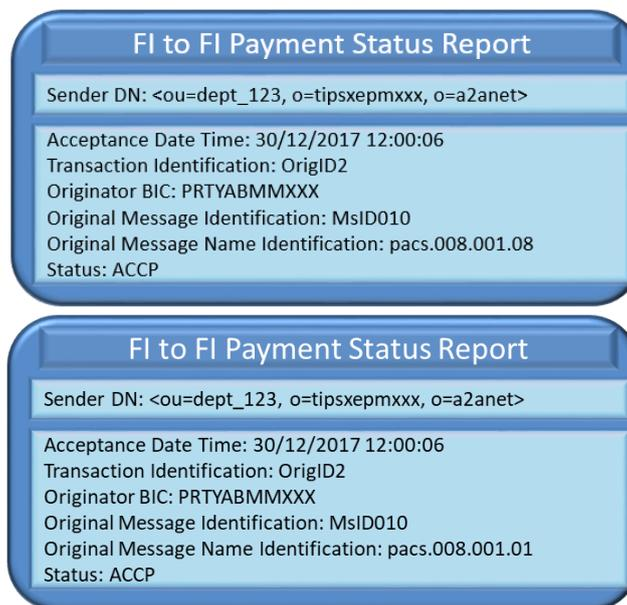 FI to FI Payment Status Report
Sender DN: <ou=dept_123, o=tipsxepmxxx, o=a2anet>
Acceptance Date Time: 30/12/2017 12:00:06
Transaction Identification: OrigID2
Originator BIC: PRTYABMMXXX
Original Message Identification: MsID010
Original Message Name Identification: pacs.008.001.08
Status: ACCP
FI to FI Payment Status Report
Sender DN: <ou=dept_123, o=tipsxepmxxx, o=a2anet>
Acceptance Date Time: 30/12/2017 12:00:06
Transaction Identification: OrigID2
Originator BIC: PRTYABMMXXX
Original Message Identification: MsID010
Original Message Name Identification: pacs.008.001.01
Status: ACCP